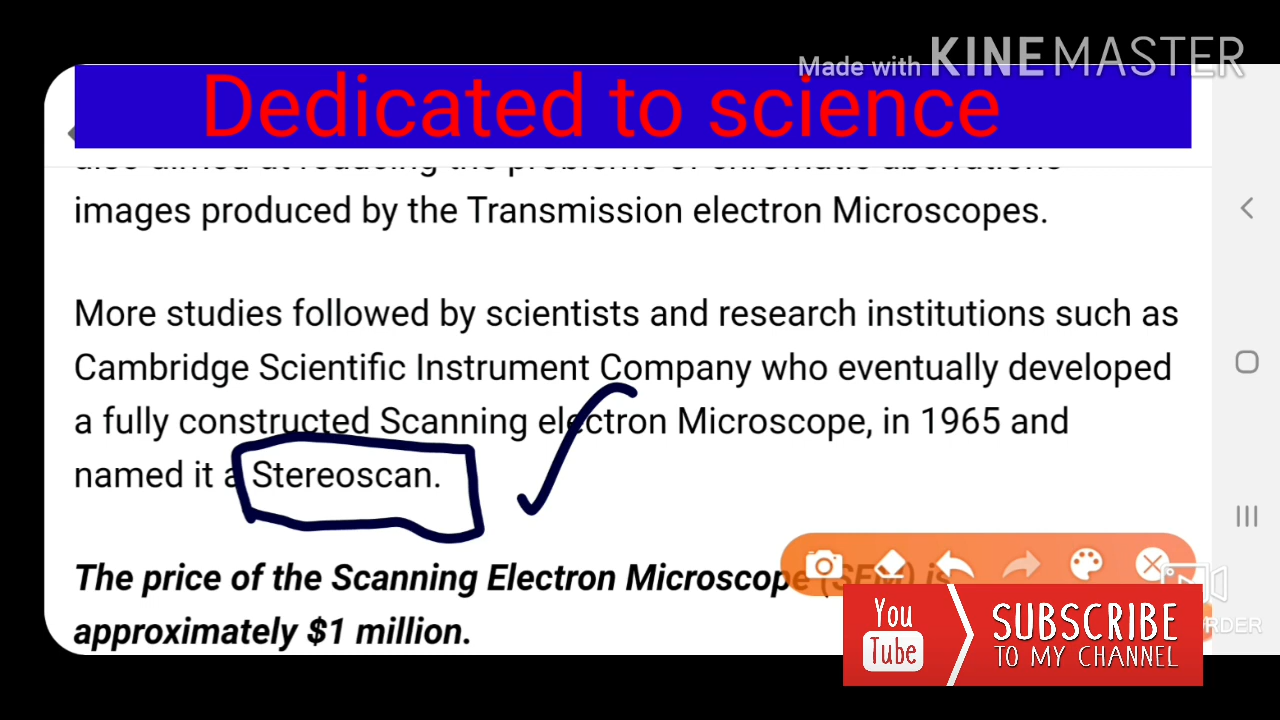 Made with KINEMASTER
Dedicated to science
images produced by the Transmission electron Microscopes.
More studies followed by scientists and research institutions such as
Cambridge Scientific Instrument Company who eventually developed
a fully constructed Scanning electron Microscope, in 1965 and
named it a Stereoscan.
The price of the Scanning Electron Microscope (SEM) is
approximately $1 million.
You
Tube
SUBSCRIBE
TO MY CHANNEL